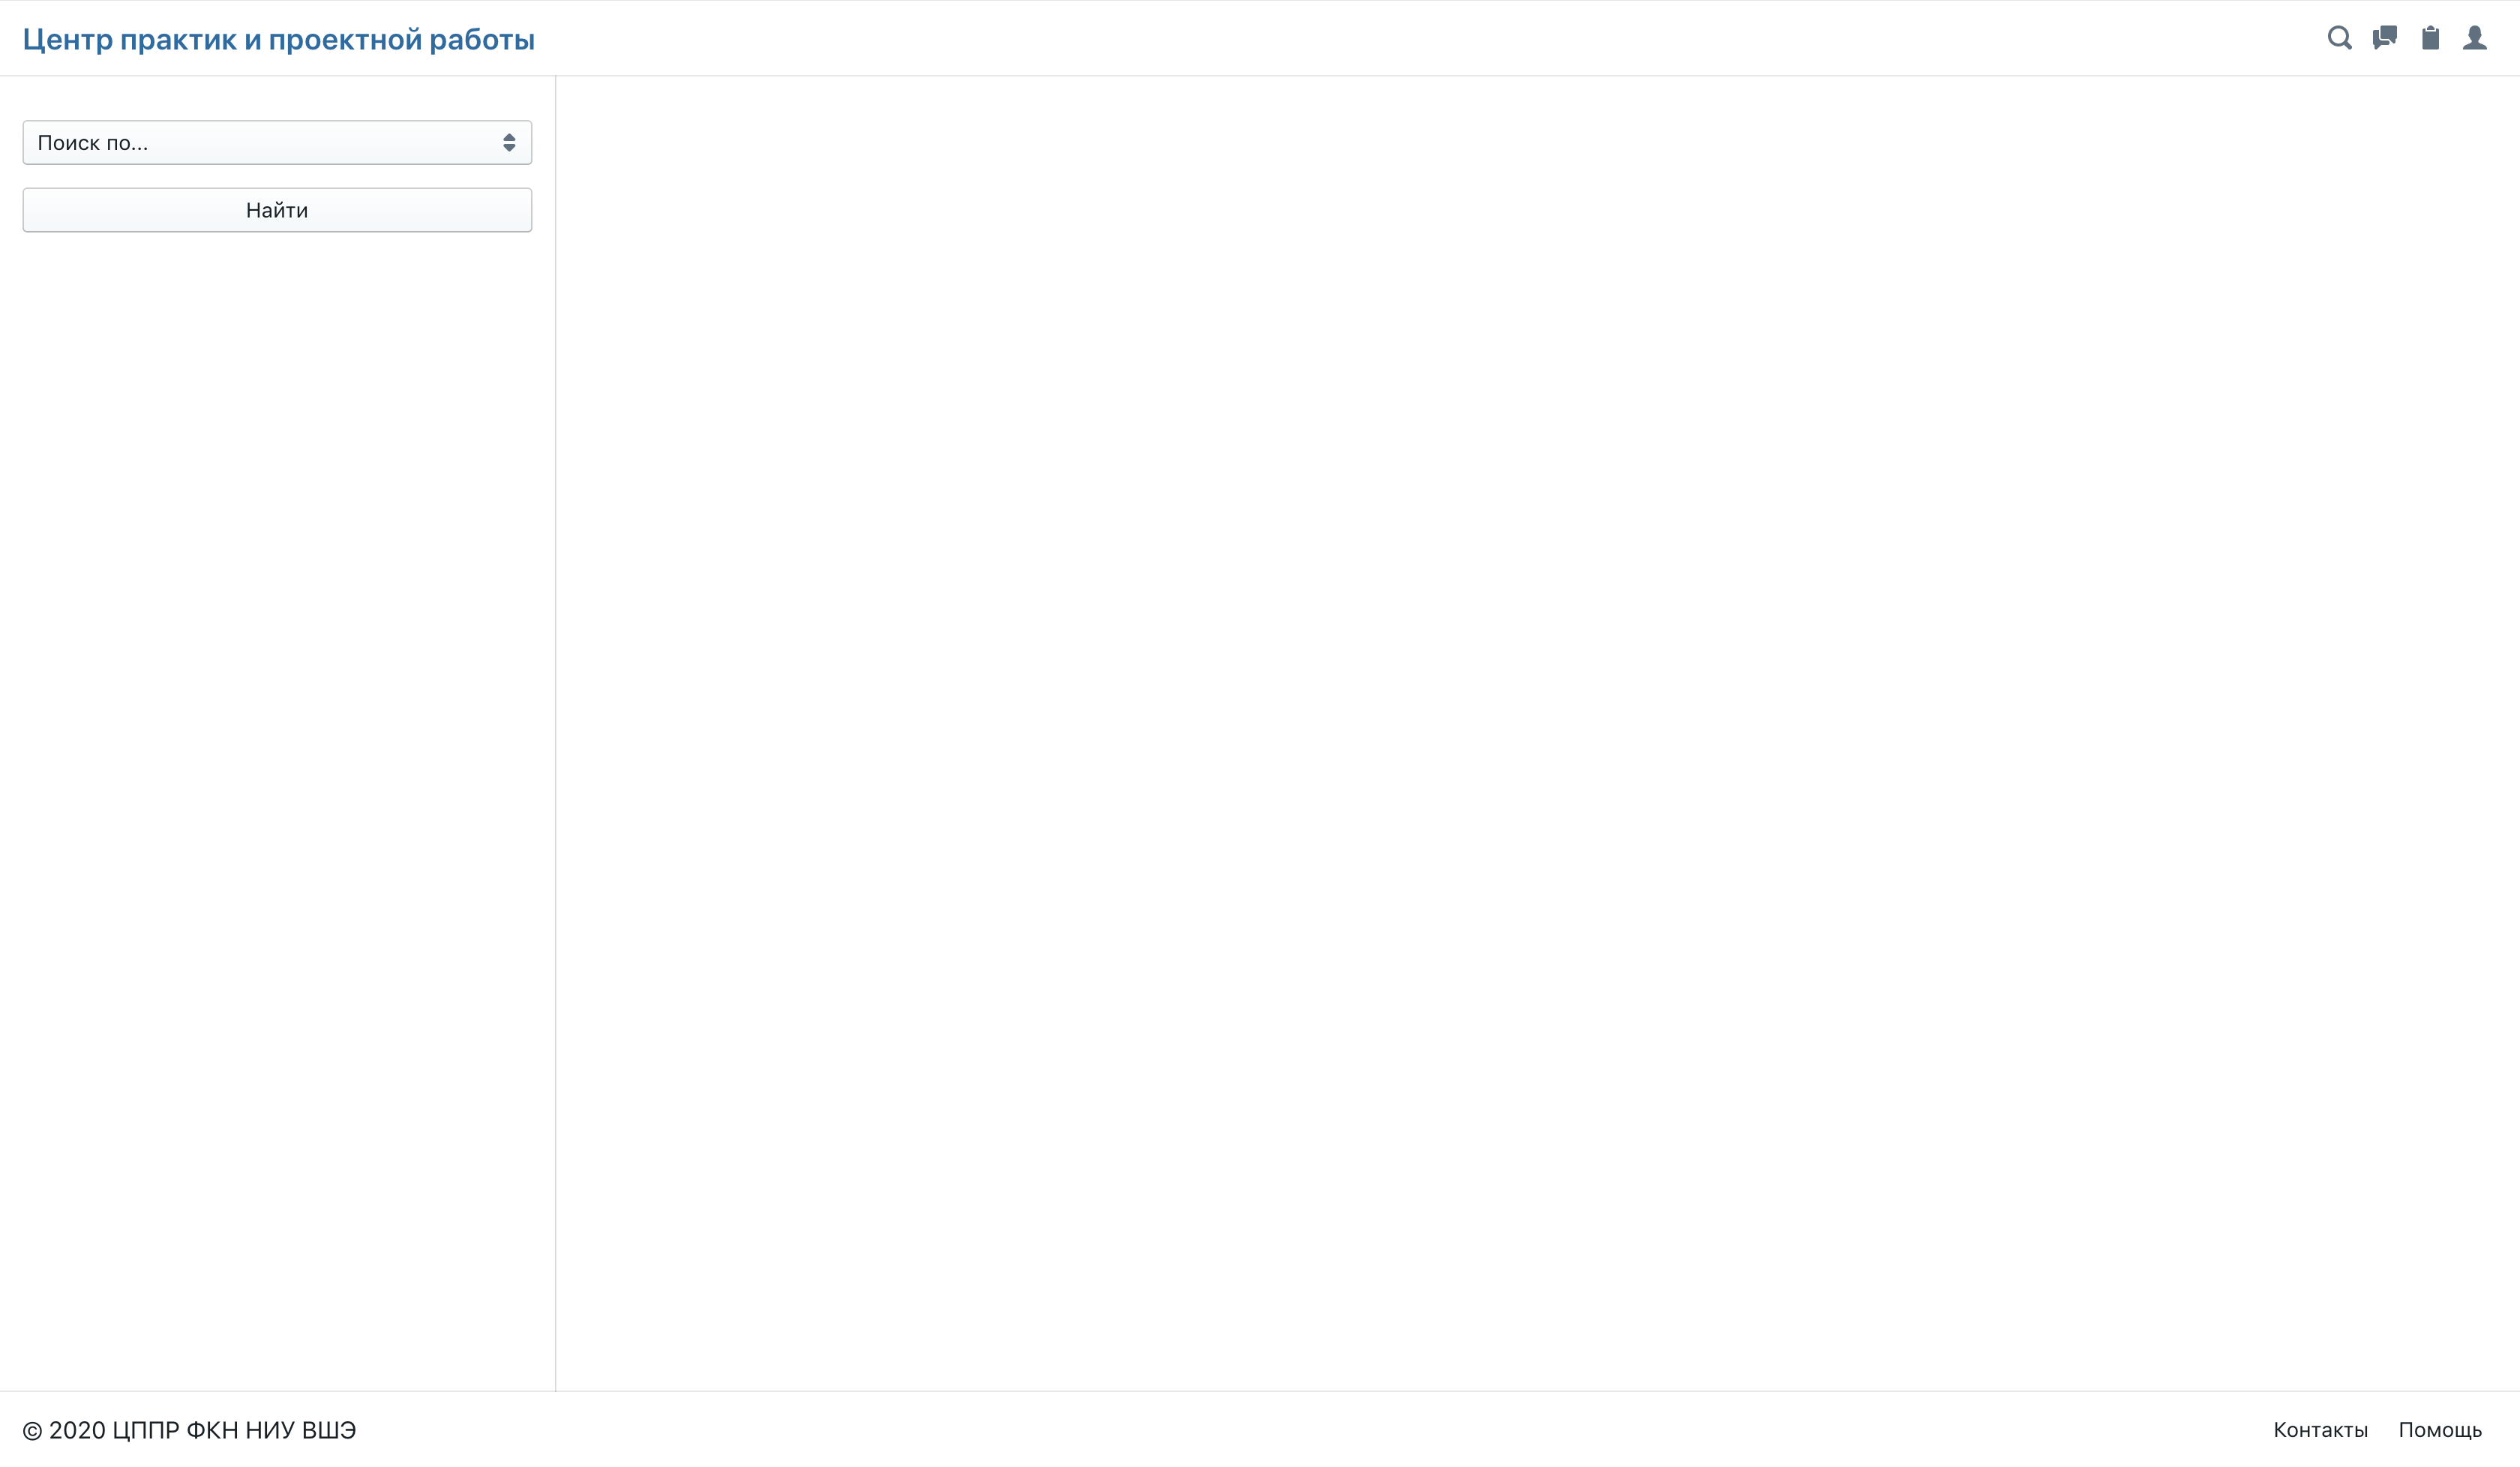 Центр практик и проектной работы
Поиск по...
Найти
© 2020 ЦППР ФКН НИУ ВШЭ
Контакты Помощь